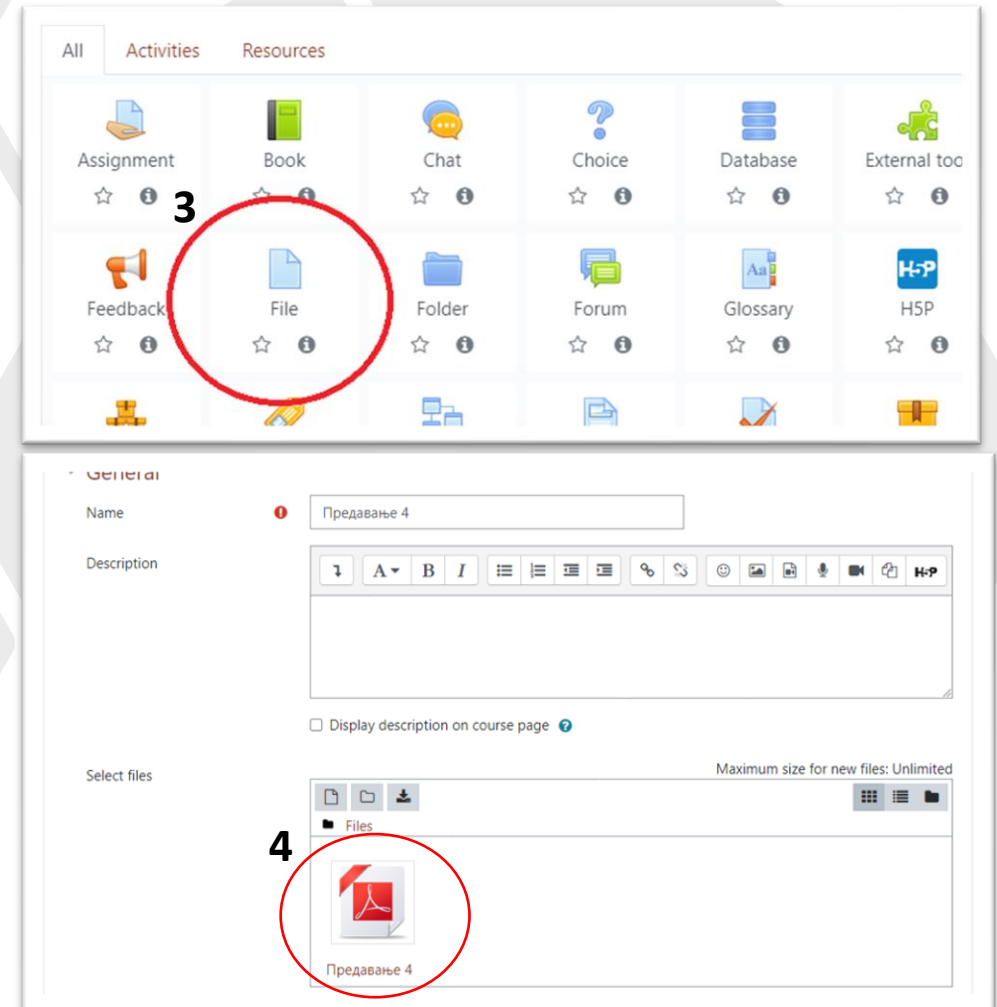 All Activities Resources
Assignment Book Chat Choice Database External too
3
Feedback File Folder Forum Glossary H5P
General
Name Предавање 4
Description
A B I H5P
Display description on course page
Select files Maximum size for new files: Unlimited
Files
4
Предавање 4